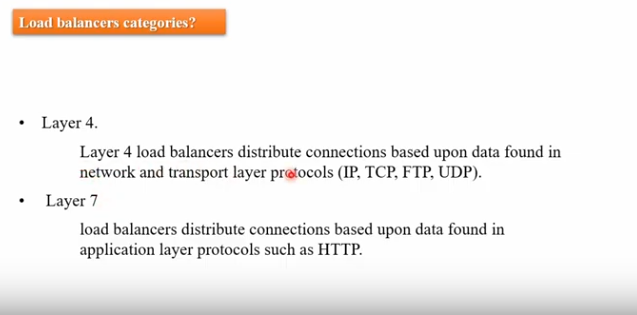 Load balancers categories?
• Layer 4.
Layer 4 load balancers distribute connections based upon data found in
network and transport layer protocols (IP, TCP, FTP, UDP).
• Layer 7
load balancers distribute connections based upon data found in
application layer protocols such as HTTP.